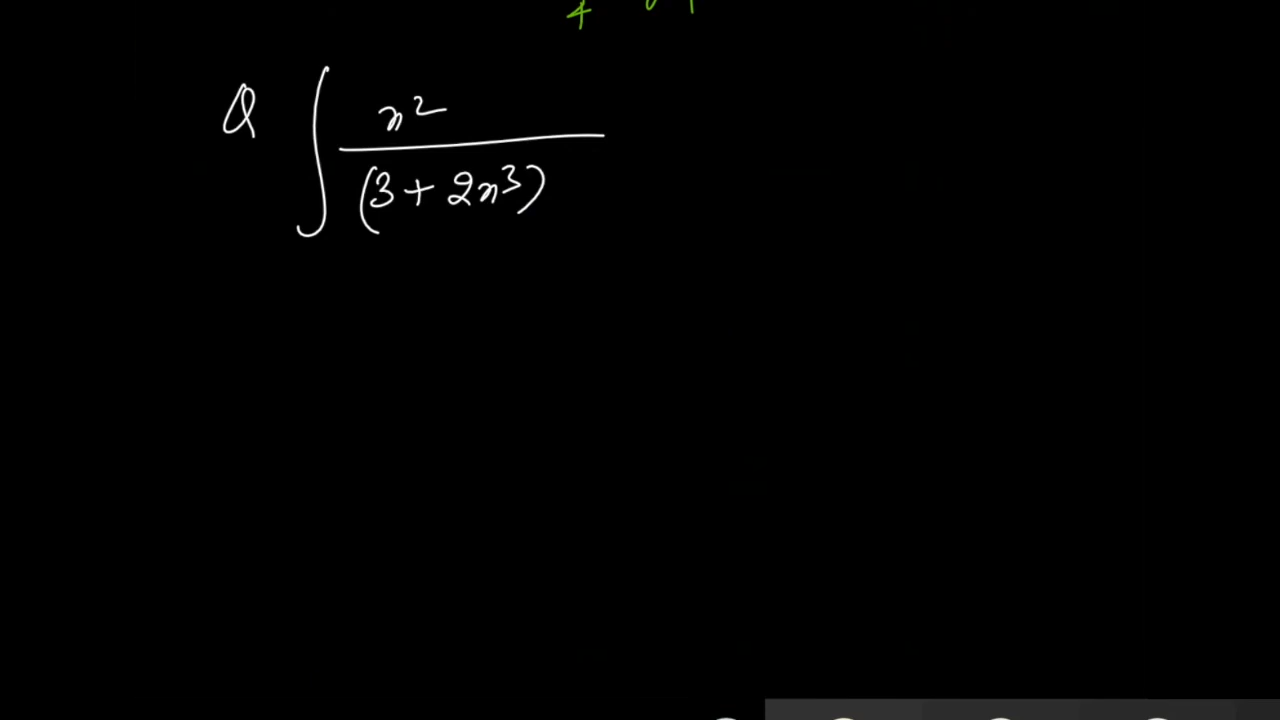 Q ∫ x²
(3 + 2x³)